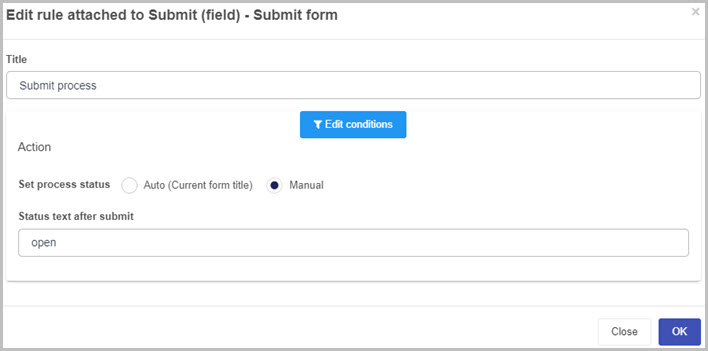 Edit rule attached to Submit (field) - Submit form
×
Title
Submit process
Edit conditions
Action
Set process status Auto (Current form title) Manual
Status text after submit
open
Close OK